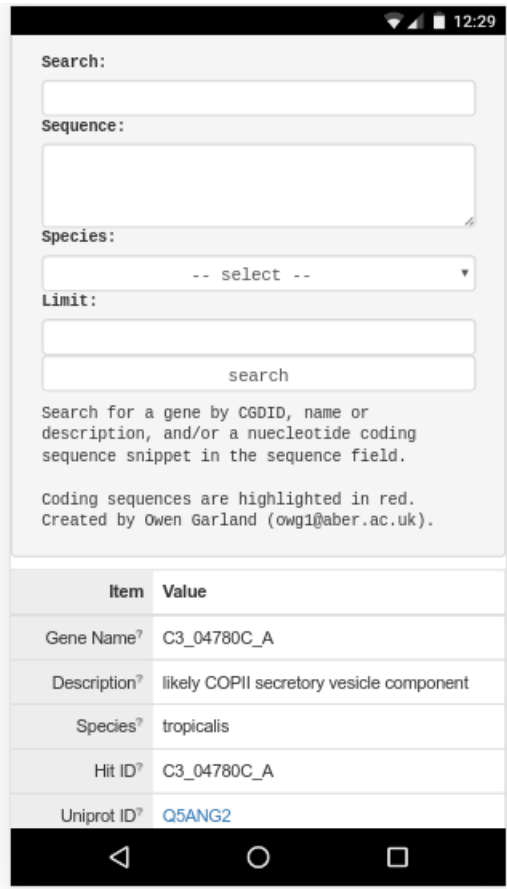 12:29
Search:
Sequence:
Species:
-- select --
Limit:
search
Search for a gene by CGDID, name or
description, and/or a nuecleotide coding
sequence snippet in the sequence field.
Coding sequences are highlighted in red.
Created by Owen Garland (owg1@aber.ac.uk).
Item Value
Gene Name? C3_04780C_A
Description? likely COPII secretory vesicle component
Species? tropicalis
Hit ID? C3_04780C_A
Uniprot ID? Q5ANG2